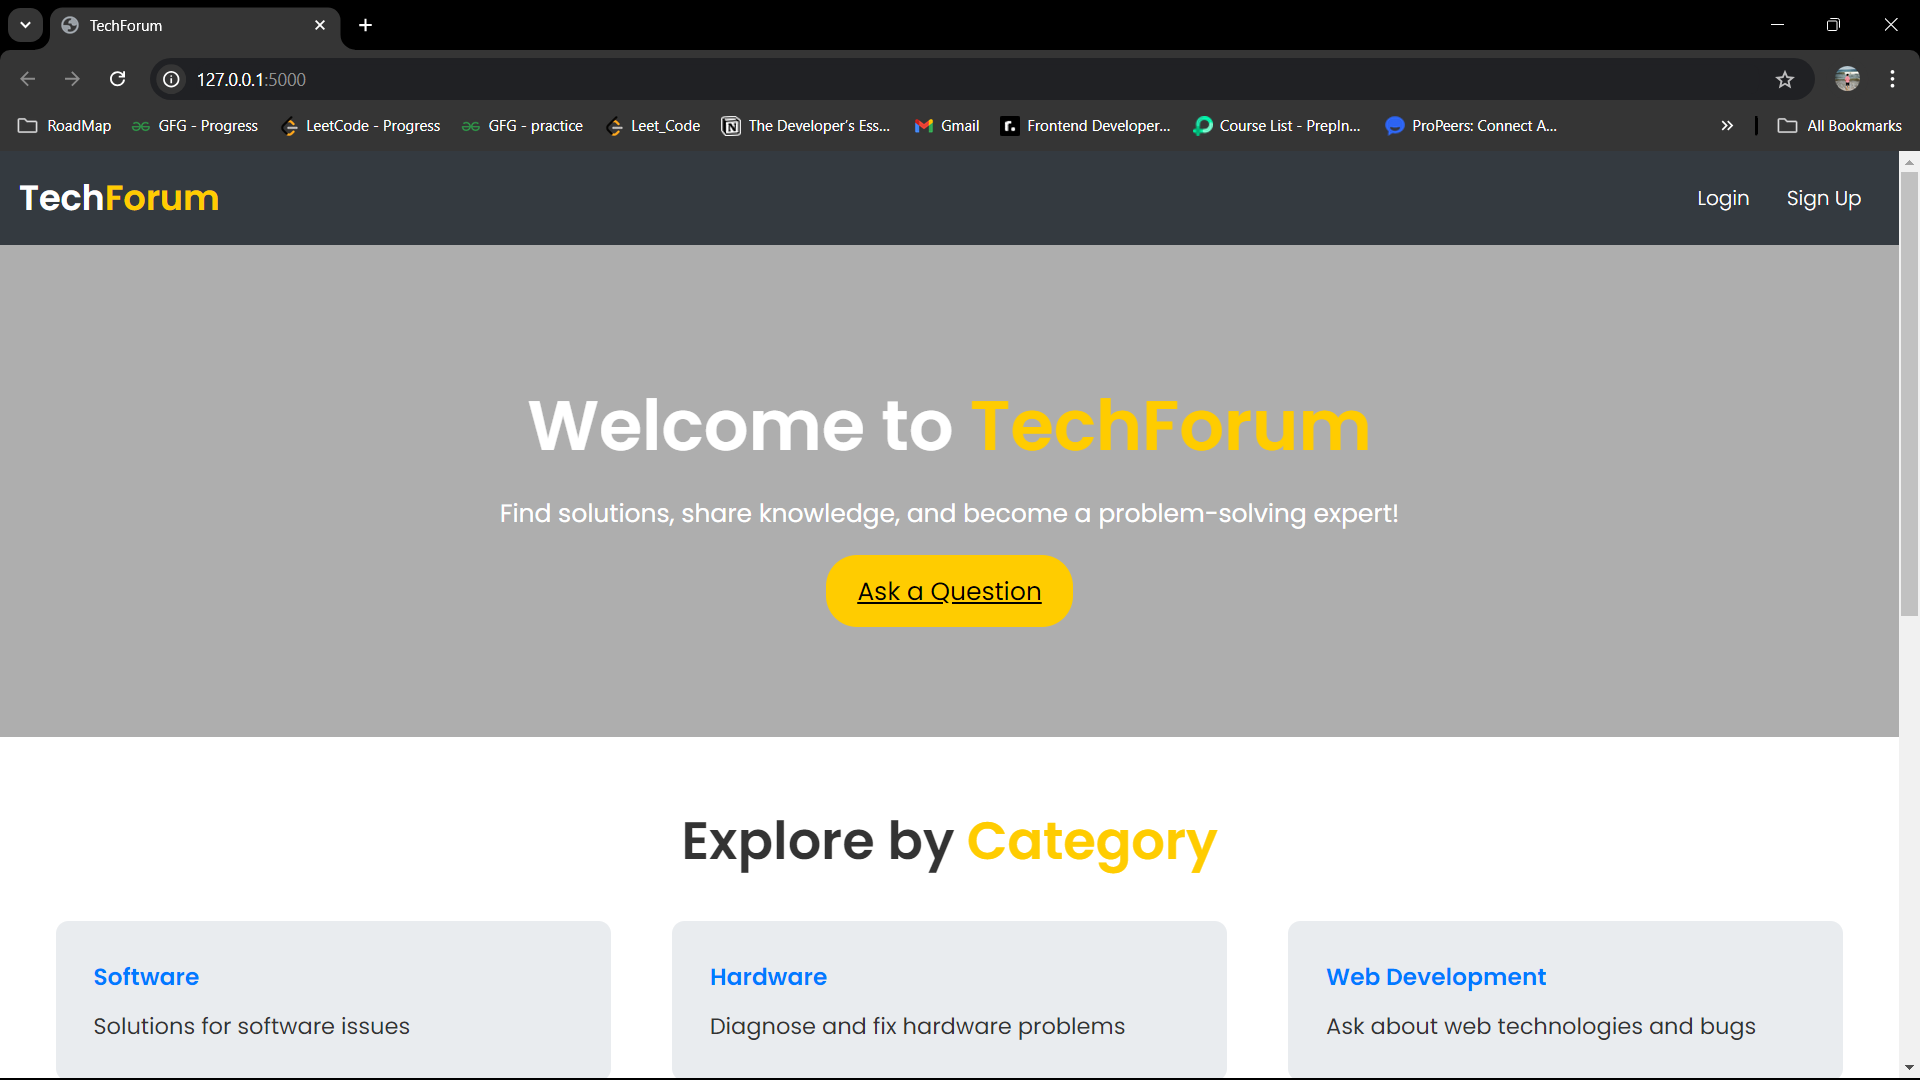 TechForum
127.0.0.1:5000
RoadMap GFG - Progress LeetCode - Progress GFG - practice Leet_Code The Developer's Ess... Gmail Frontend Developer... Course List - PrepIn... ProPeers: Connect A... All Bookmarks
TechForum Login Sign Up
Welcome to TechForum
Find solutions, share knowledge, and become a problem-solving expert!
Ask a Question
Explore by Category
Software Hardware Web Development
Solutions for software issues Diagnose and fix hardware problems Ask about web technologies and bugs